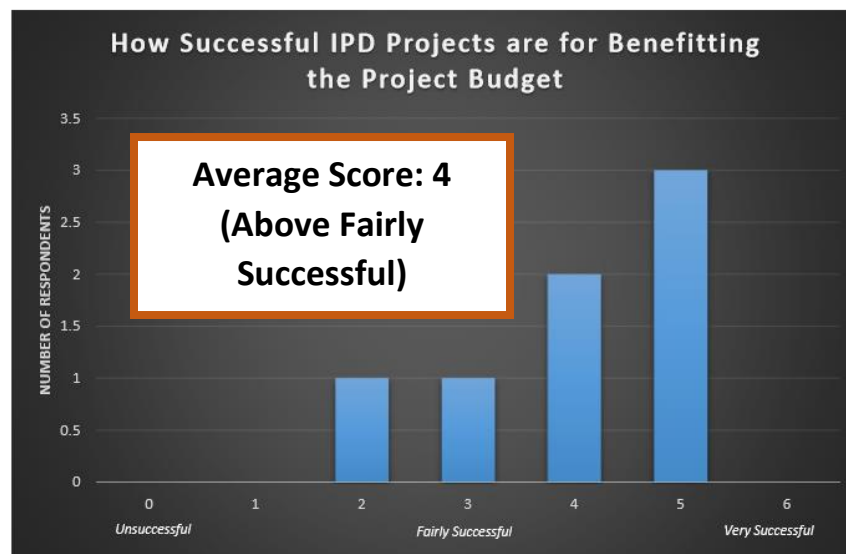 How Successful IPD Projects are for Benefitting
the Project Budget
3.5
3
2.5
2
1.5
1
0.5
0
NUMBER OF RESPONDENTS
Average Score: 4
(Above Fairly
Successful)
0 1 2 3 4 5 6
Unsuccessful Fairly Successful Very Successful